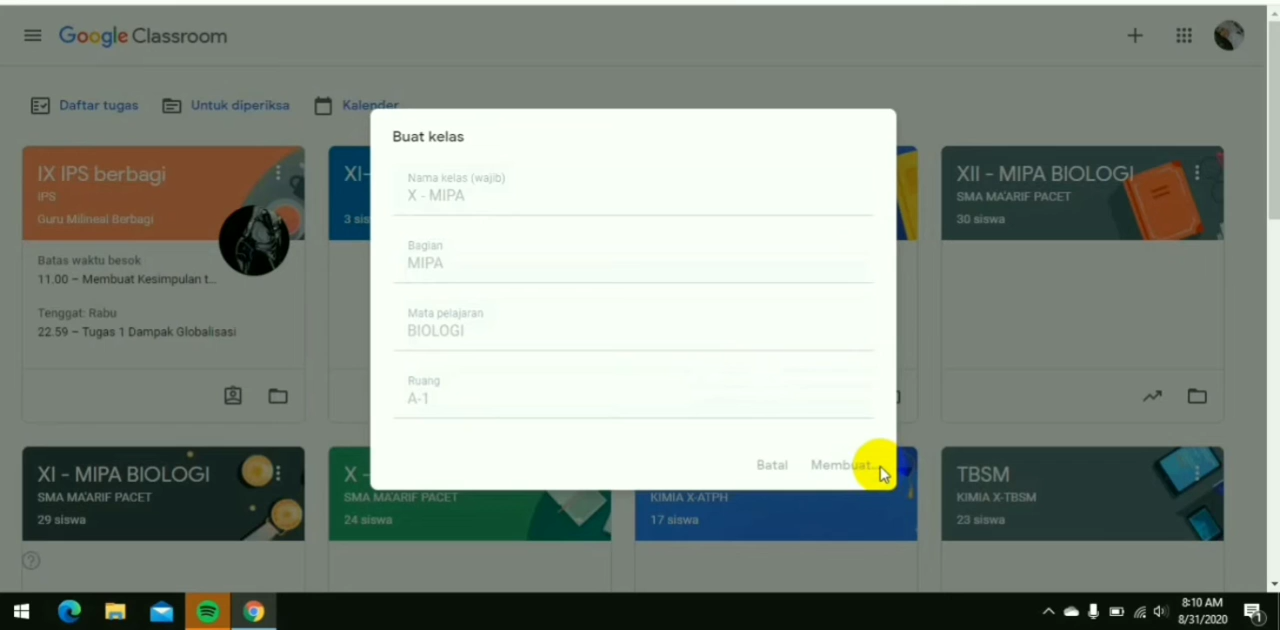 Google Classroom
Daftar tugas
Untuk diperiksa
Kalender
IX IPS berbagi
IPS
Guru Milineal Berbagi
Batas waktu besok
11.00 – Membuat Kesimpulan t...
Tenggat: Rabu
22.59 – Tugas 1 Dampak Globalisasi
XI-
3 sis
XII - MIPA BIOLOGI
SMA MA'ARIF PACET
30 siswa
Buat kelas
Nama kelas (wajib)
X - MIPA
Bagian
MIPA
Mata pelajaran
BIOLOGI
Ruang
A-1
Batal
Membuat...
XI - MIPA BIOLOGI
SMA MA'ARIF PACET
29 siswa
X -
SMA MA'ARIF PACET
24 siswa
KIMIA X-ATPH
17 siswa
TBSM
KIMIA X-TBSM
23 siswa
8:10 AM
8/31/2020
1